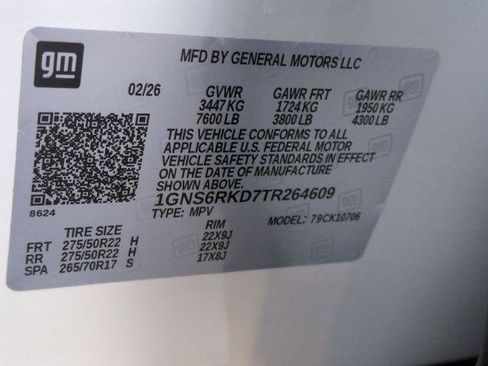 gm
MFD BY GENERAL MOTORS LLC
02/26 GVWR GAWR FRT GAWR RR
3447 KG 1724 KG 1950 KG
7600 LB 3800 LB 4300 LB
THIS VEHICLE CONFORMS TO ALL
APPLICABLE U.S. FEDERAL MOTOR
VEHICLE SAFETY STANDARDS IN EFFECT
ON THE DATE OF MANUFACTURE
SHOWN ABOVE.
1GNS6RKD7TR264609
8624 TYPE: MPV MODEL: 79CK10706
TIRE SIZE RIM
FRT 275/50R22 H 22X9J
RR 275/50R22 H 22X9J
SPA 265/70R17 S 17X8J